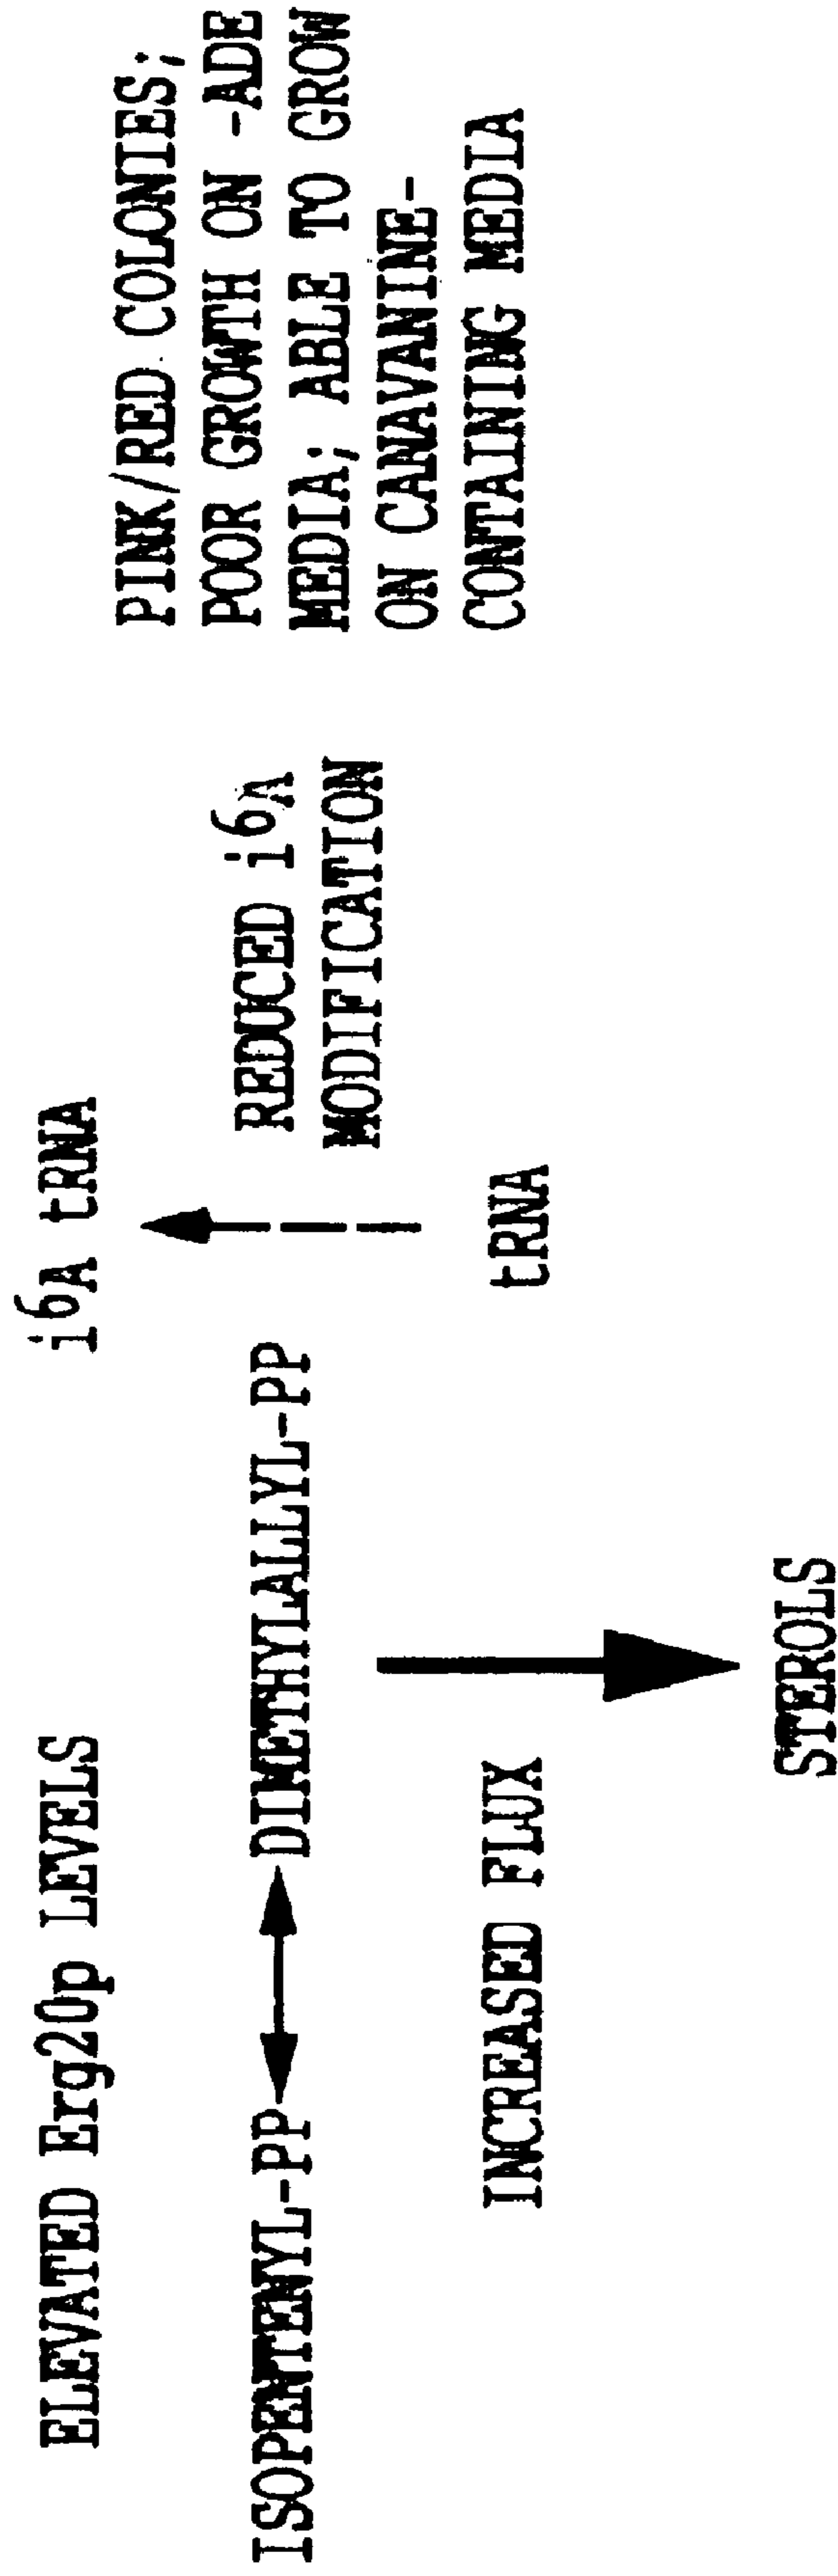 ELEVATED Erg20p LEVELS
i6A tRNA
ISOPENTENYL-PP
DIMETHYLALLYL-PP
REDUCED i6A
MODIFICATION
PINK/RED COLONIES;
POOR GROWTH ON -ADE
MEDIA; ABLE TO GROW
ON CANAVANINE-
CONTAINING MEDIA
INCREASED FLUX
tRNA
STEROLS